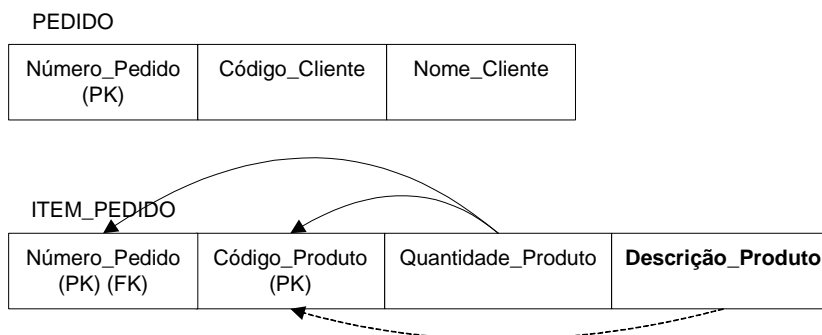 PEDIDO
Número_Pedido
(PK)
Código_Cliente
Nome_Cliente
ITEM_PEDIDO
Número_Pedido
(PK) (FK)
Código_Produto
(PK)
Quantidade_Produto
Descrição_Produto